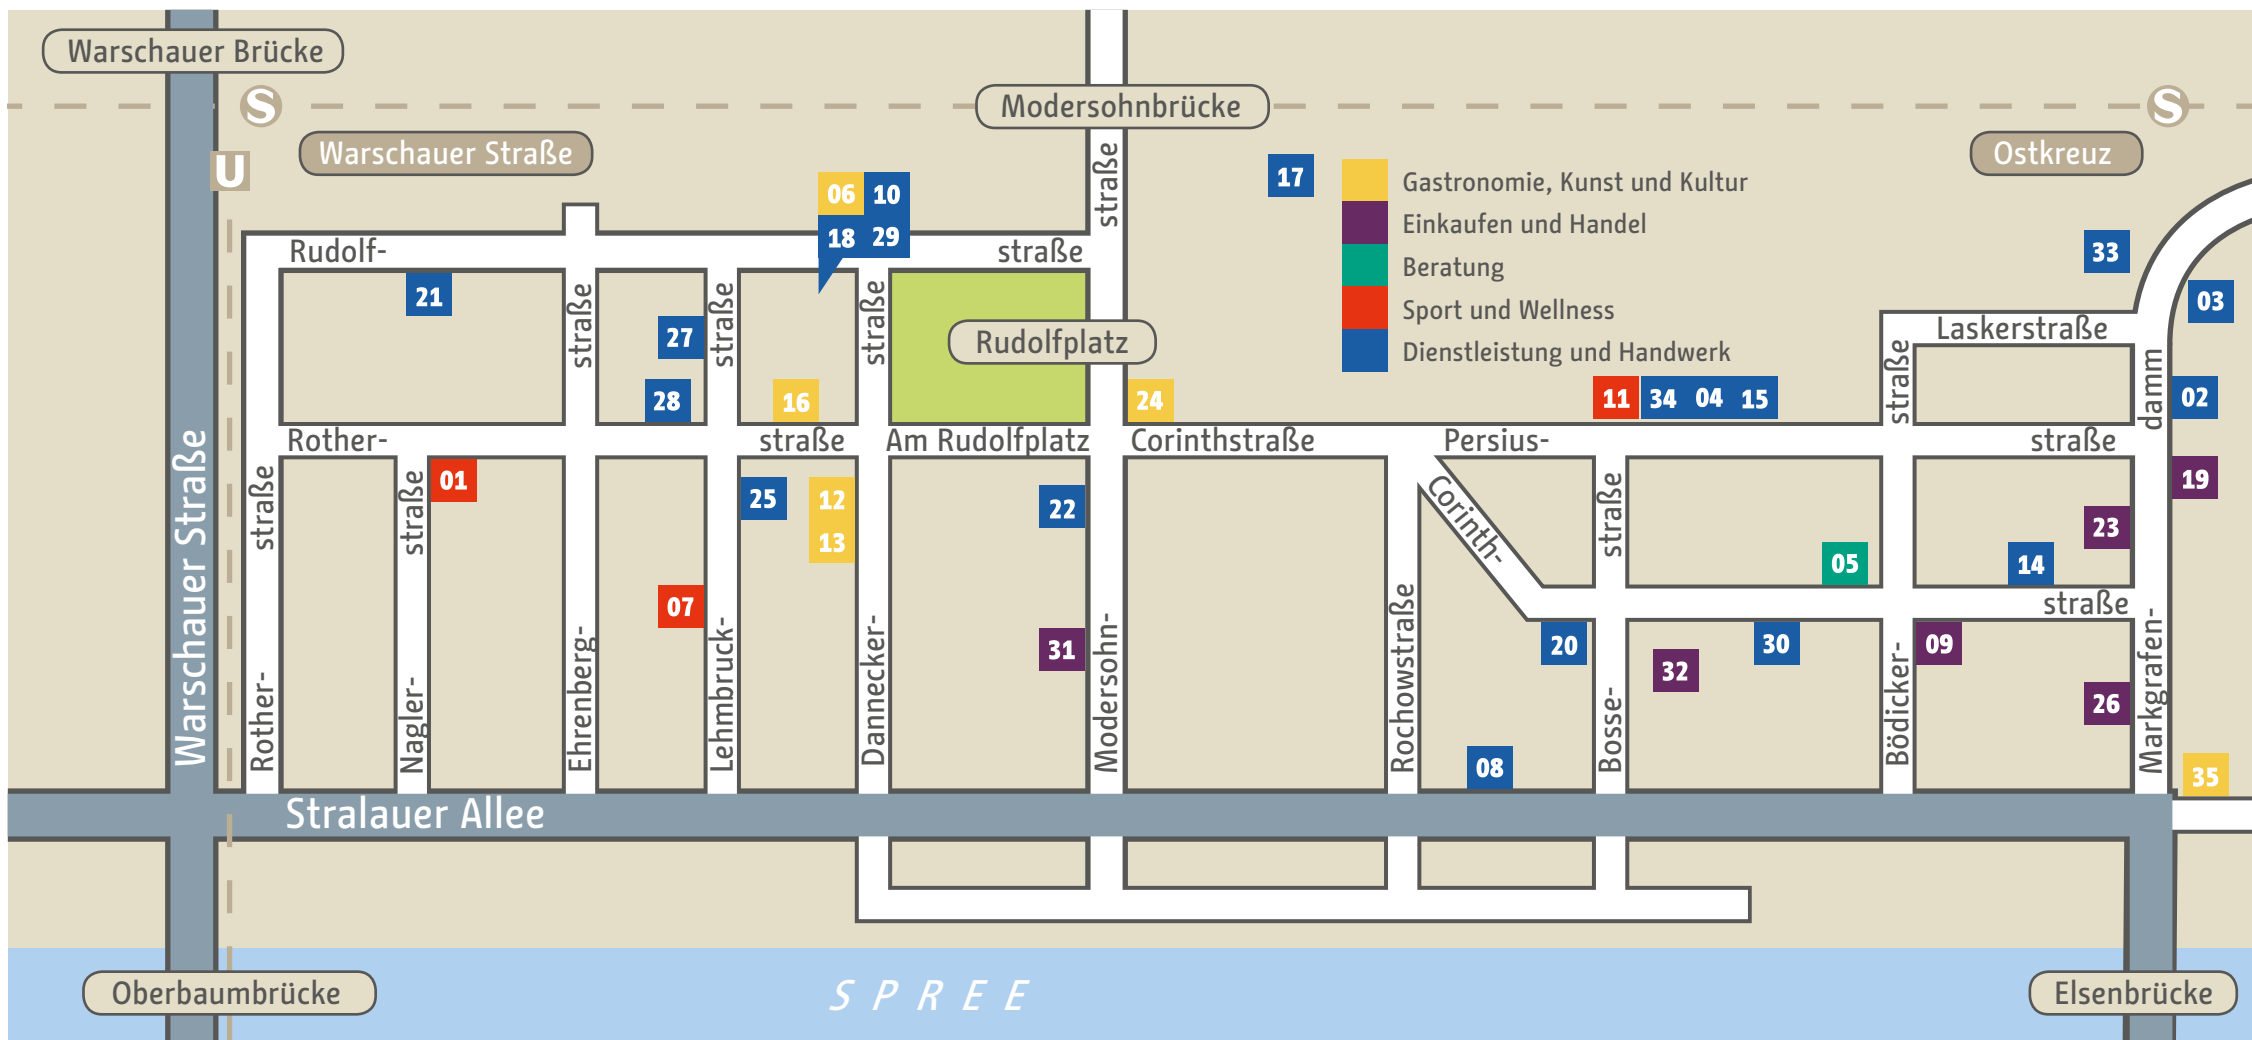 Warschauer Brücke
S
Modersohnbrücke
S
Warschauer Straße
Ostkreuz
U
straße
17
Gastronomie, Kunst und Kultur
Einkaufen und Handel
Beratung
Sport und Wellness
Dienstleistung und Handwerk
06 10
18 29
Rudolf-
straße
33
03
21
straße
straße
straße
27
Rudolfplatz
Laskerstraße
straße
damm
28
16
24
11 34 04 15
02
Rother-
straße
Am Rudolfplatz
Corinthstraße
Persius-
straße
Warschauer Straße
straße
straße
01
25
12
13
22
Corinth-
straße
19
23
05
14
07
straße
31
20
32
30
09
26
Rother-
Nagler-
Ehrenberg-
Lehmbruck-
Dannecker-
Modersohn-
Rochowstraße
Bosse-
Bödicker-
Markgrafen-
08
35
Stralauer Allee
Oberbaumbrücke
SPREE
Elsenbrücke